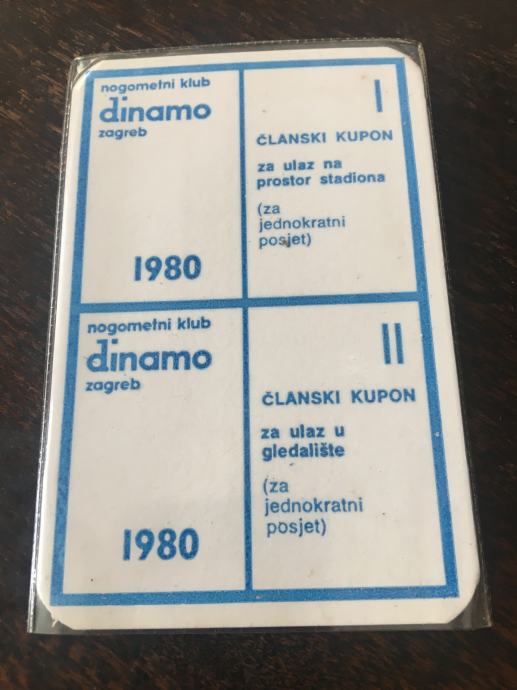 nogometni klub
dinamo
zagreb
1980
I
ČLANSKI KUPON
za ulaz na
prostor stadiona
(za
jednokratni
posjet)
nogometni klub
dinamo
zagreb
1980
II
ČLANSKI KUPON
za ulaz u
gledalište
(za
jednokratni
posjet)